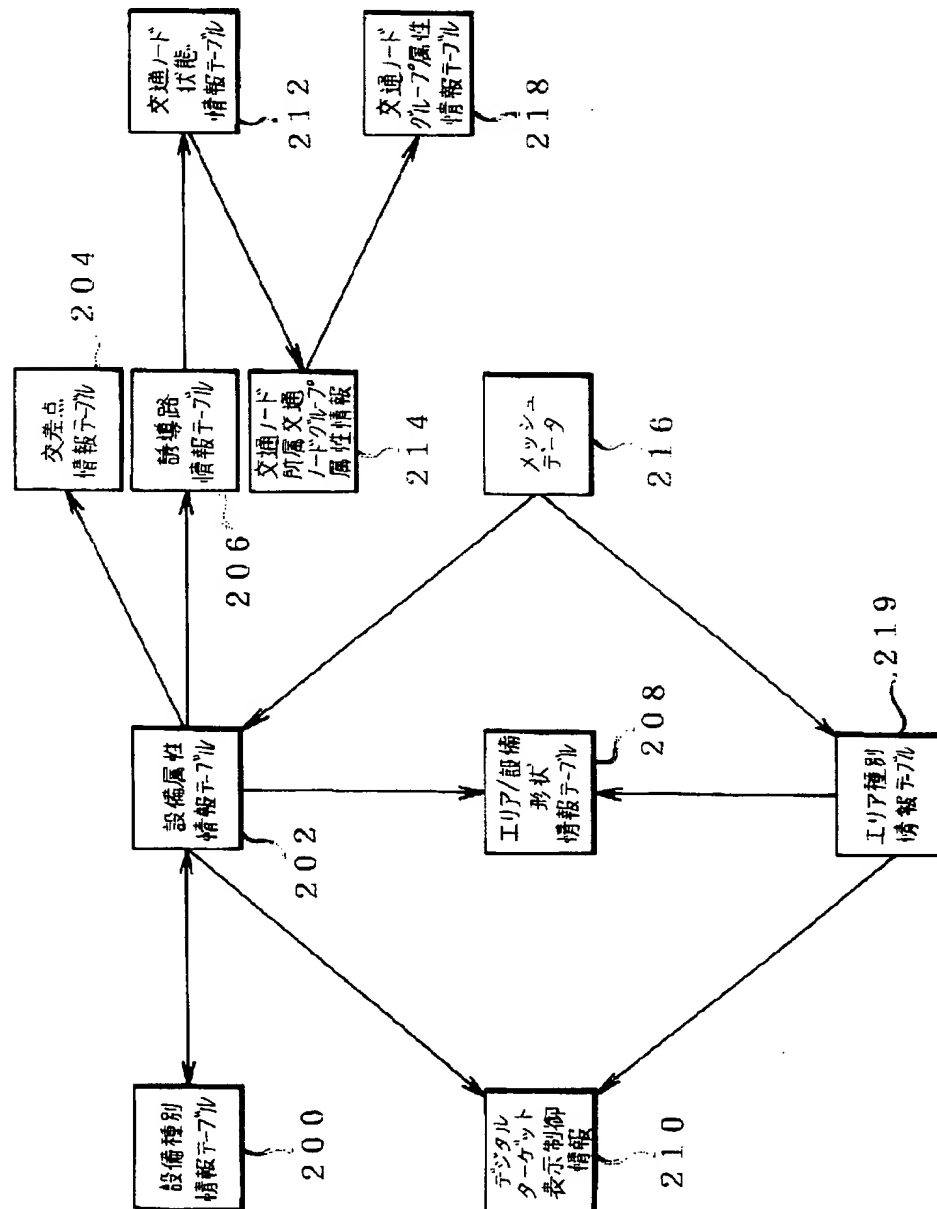 設備種別
情報テーブル
200
設備属性
情報テーブル
202
交差点
情報テーブル
204
誘導路
情報テーブル
206
交通ノード
状態
情報テーブル
212
交通ノード
所属交通
ノードグループ
属性情報
214
交通ノード
グループ属性
情報テーブル
218
デジタル
ターゲット
表示制御
情報
210
エリア/設備
形状
情報テーブル
208
メッシュ
データ
216
エリア種別
情報テーブル
219